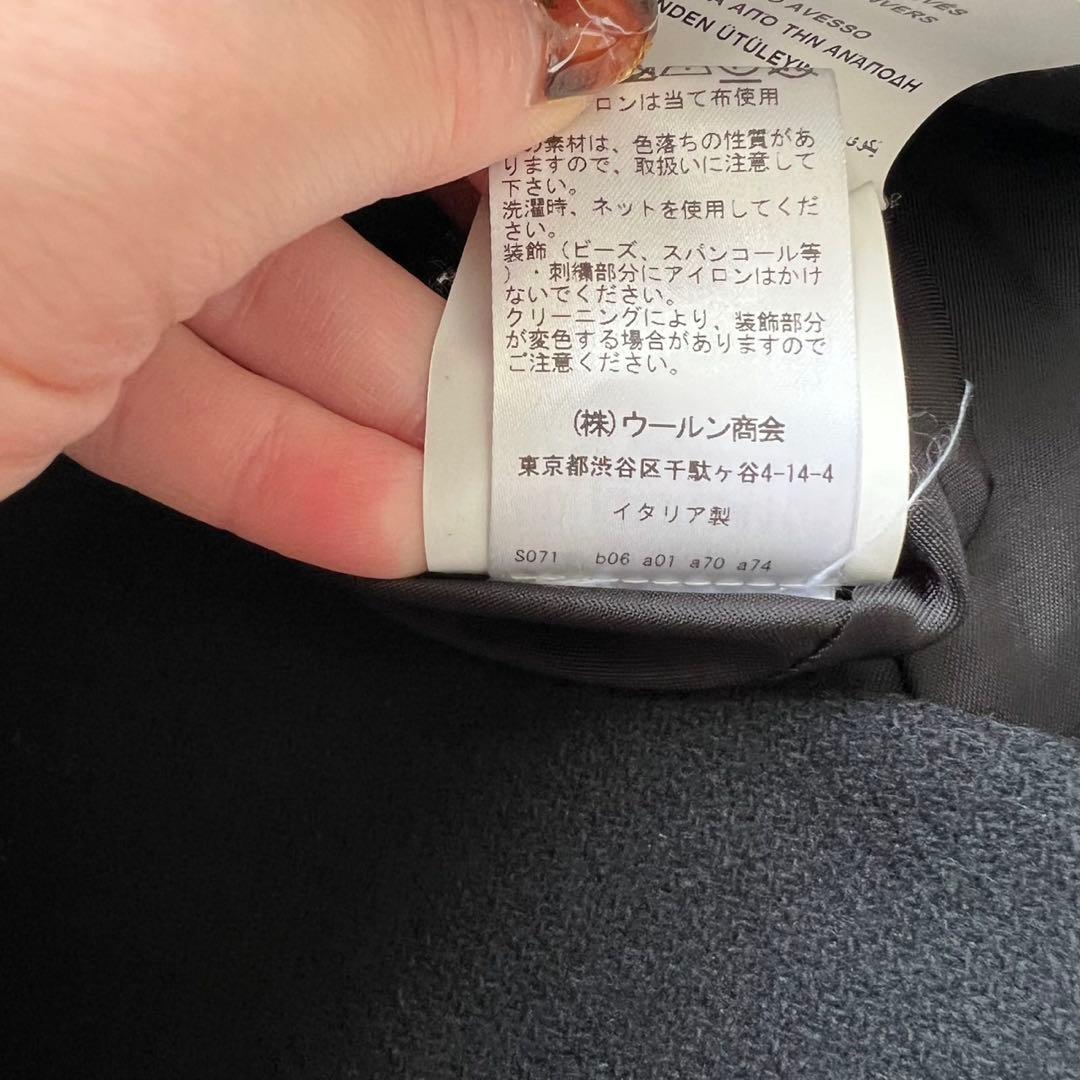 AVESSO
ΑΠΟ ΤΗΝ ΑΝΑΠΟΔΗ
ロンは当て布使用
素材は、色落ちの性質があ
りますので、取扱いに注意して
下さい。
洗濯時、ネットを使用してくだ
さい。
装飾（ビーズ、スパンコール等
）・刺繍部分にアイロンはかけ
ないでください。
クリーニングにより、装飾部分
が変色する場合がありますので
ご注意ください。
(株)ウールン商会
東京都渋谷区千駄ヶ谷4-14-4
イタリア製
S071 b06 a01 a70 a74